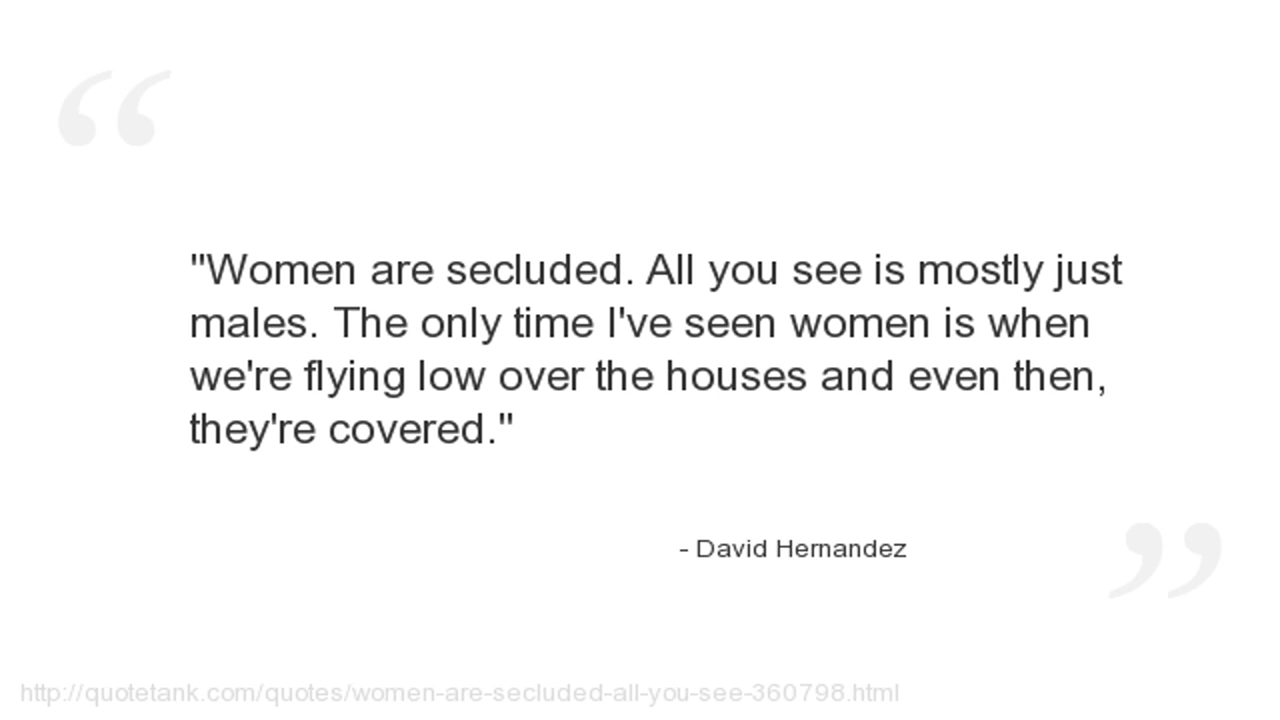 "Women are secluded. All you see is mostly just
males. The only time I've seen women is when
we're flying low over the houses and even then,
they're covered."
- David Hernandez
http://quotetank.com/quotes/women-are-secluded-all-you-see-360798.html